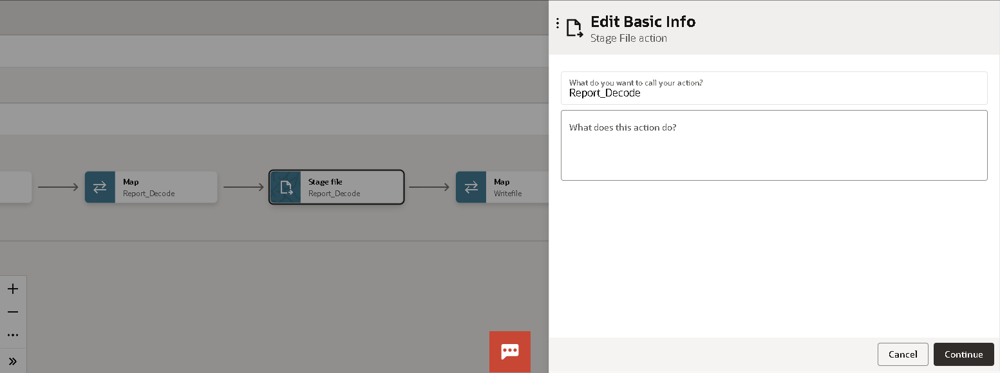 Edit Basic Info
Stage File action
What do you want to call your action?
Report_Decode
What does this action do?
Map
Report_Decode
Stage file
Report_Decode
Map
Writefile
Cancel
Continue